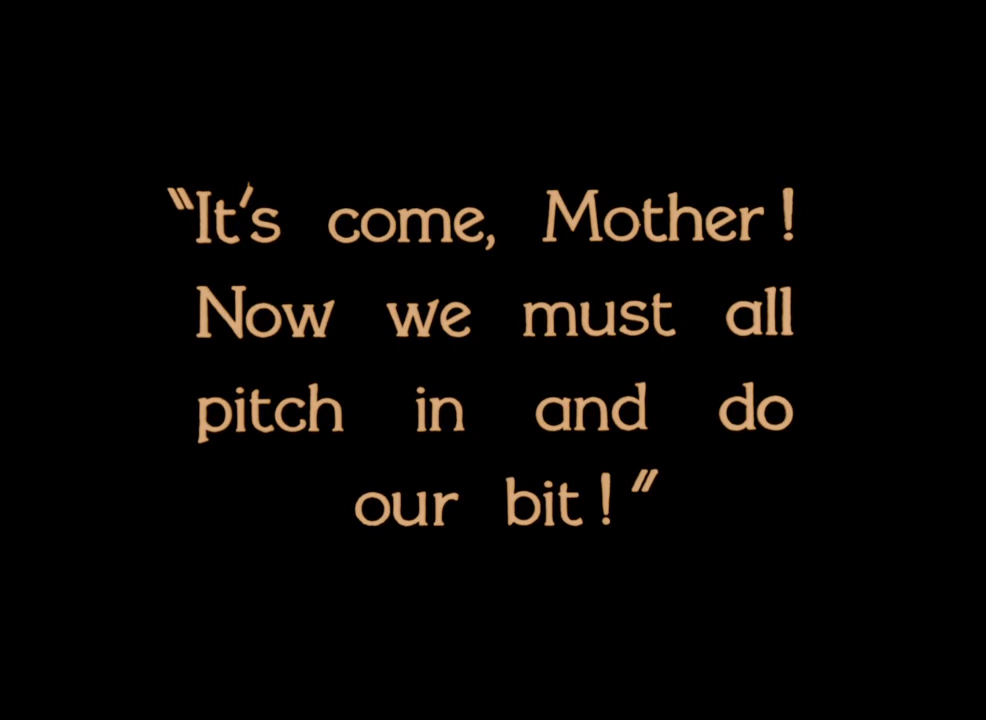 "It's come, Mother!
Now we must all
pitch in and do
our bit!"